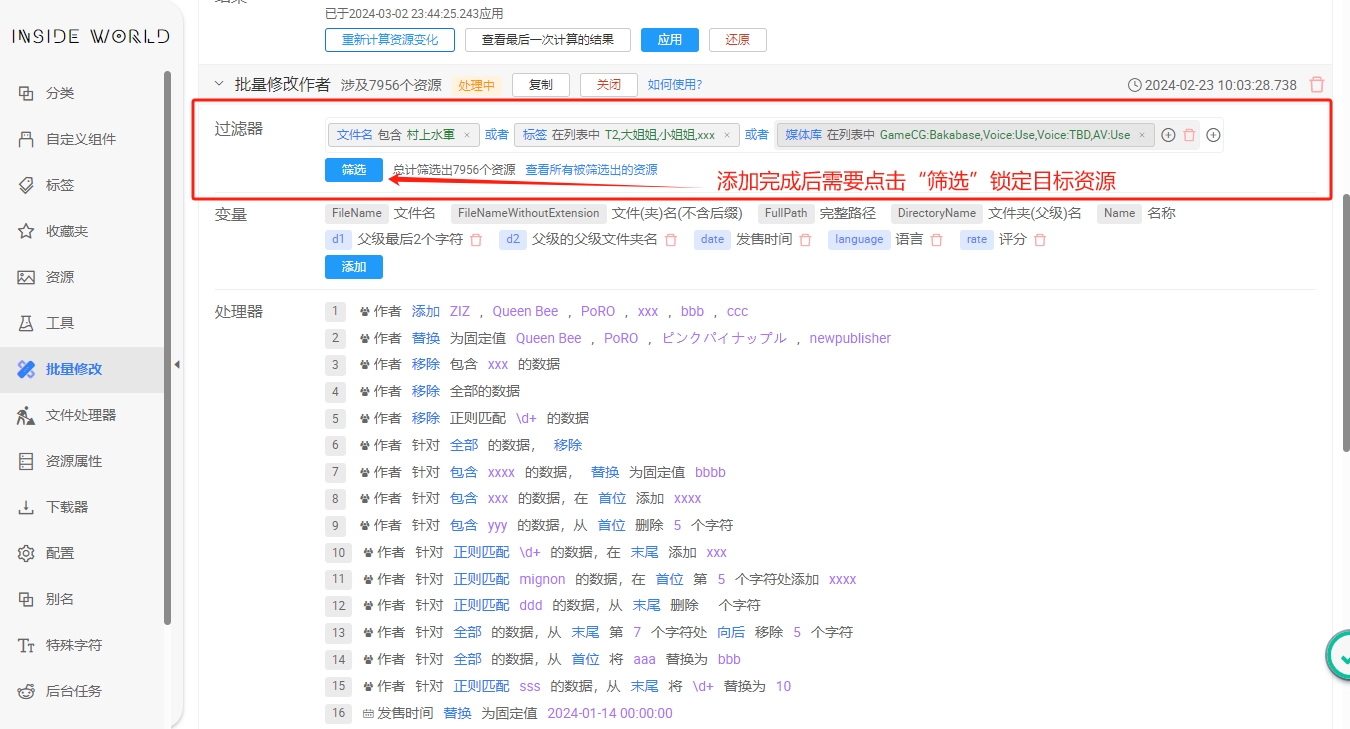 INSIDE WORLD
分类
自定义组件
标签
收藏夹
资源
工具
批量修改
文件处理器
资源属性
下载器
配置
别名
特殊字符
后台任务
已于2024-03-02 23:44:25.243应用
重新计算资源变化 查看最后一次计算的结果 应用 还原
批量修改作者 涉及7956个资源 处理中 复制 关闭 如何使用? 2024-02-23 10:03:28.738
过滤器 文件名 包含 村上水軍 × 或者 标签 在列表中 T2,大姐姐,小姐姐,xxx × 或者 媒体库 在列表中 GameCG:Bakabase,Voice:Use,Voice:TBD,AV:Use ×
筛选 总计筛选出7956个资源 查看所有被筛选出的资源
添加完成后需要点击“筛选”锁定目标资源
变量 FileName 文件名 FileNameWithoutExtension 文件(夹)名(不含后缀) FullPath 完整路径 DirectoryName 文件夹(父级)名 Name 名称
d1 父级最后2个字符 d2 父级的父级文件夹名 date 发售时间 language 语言 rate 评分
添加
处理器 1 作者 添加 ZIZ , Queen Bee , PoRO , xxx , bbb , ccc
2 作者 替换 为固定值 Queen Bee , PoRO , ピンクパイナップル , newpublisher
3 作者 移除 包含 xxx 的数据
4 作者 移除 全部的数据
5 作者 移除 正则匹配 \d+ 的数据
6 作者 针对 全部 的数据， 移除
7 作者 针对 包含 xxxx 的数据， 替换 为固定值 bbbb
8 作者 针对 包含 xxx 的数据，在 首位 添加 xxxx
9 作者 针对 包含 yyy 的数据，从 首位 删除 5 个字符
10 作者 针对 正则匹配 \d+ 的数据，在 末尾 添加 xxx
11 作者 针对 正则匹配 mignon 的数据，在 首位 第 5 个字符处添加 xxxx
12 作者 针对 正则匹配 ddd 的数据，从 末尾 删除 个字符
13 作者 针对 全部 的数据，从 末尾 第 7 个字符处 向后 移除 5 个字符
14 作者 针对 全部 的数据，从 首位 将 aaa 替换为 bbb
15 作者 针对 正则匹配 sss 的数据，从 末尾 将 \d+ 替换为 10
16 发售时间 替换 为固定值 2024-01-14 00:00:00